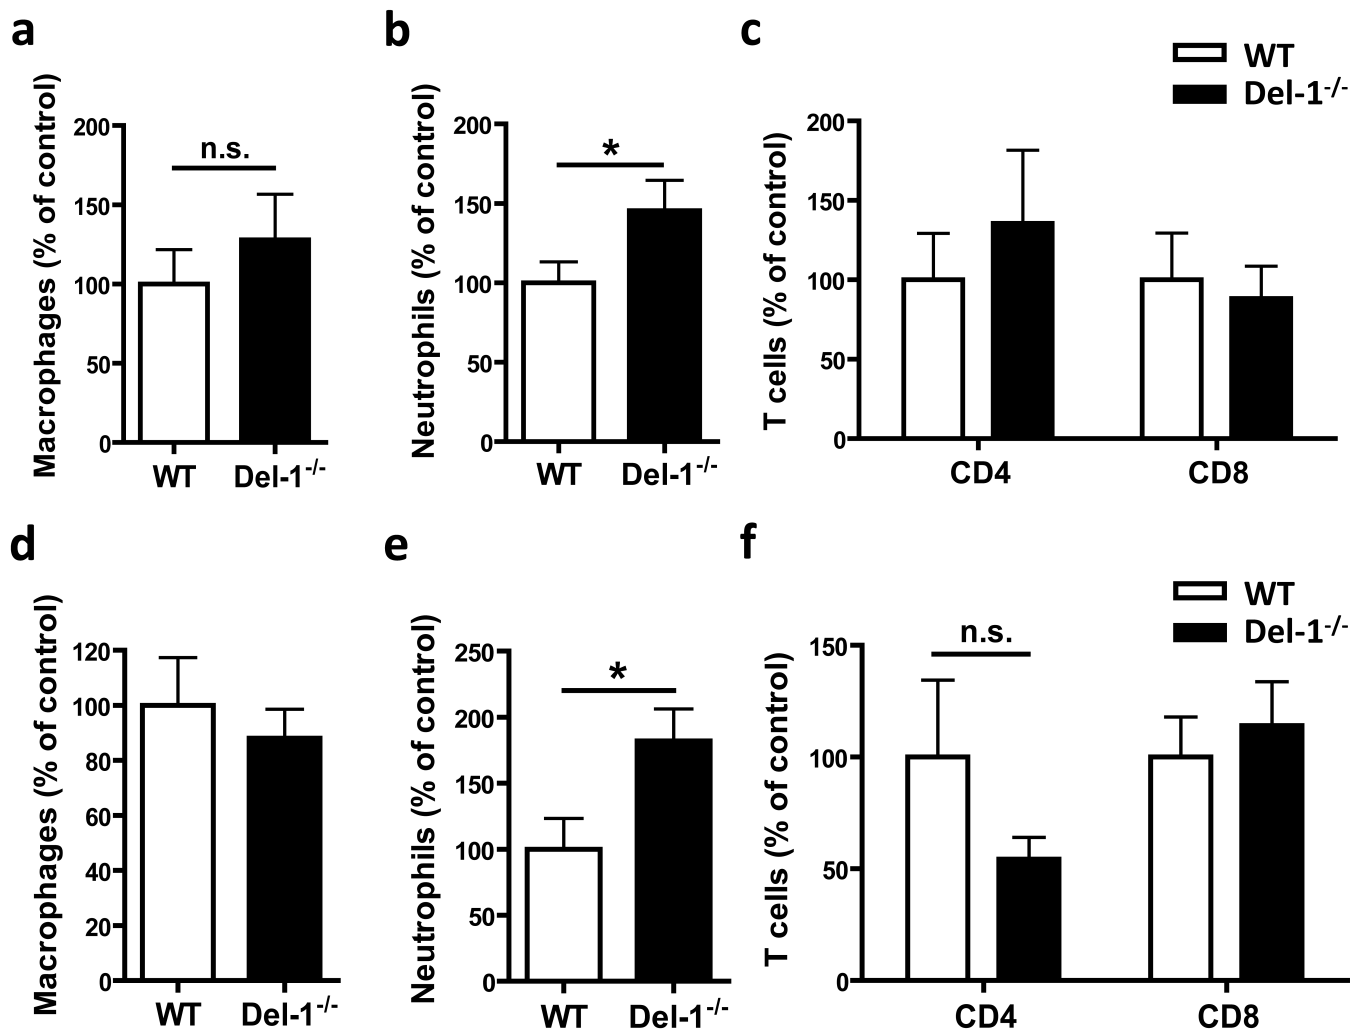 a
Macrophages (% of control)
200
150
100
50
0
n.s.
WT Del-1-/-
b
Neutrophils (% of control)
200
150
100
50
0
*
WT Del-1-/-
c
WT
Del-1-/-
T cells (% of control)
200
150
100
50
0
CD4 CD8
d
Macrophages (% of control)
120
100
80
60
40
20
0
WT Del-1-/-
e
Neutrophils (% of control)
250
200
150
100
50
0
*
WT Del-1-/-
f
WT
Del-1-/-
T cells (% of control)
150
100
50
0
n.s.
CD4 CD8